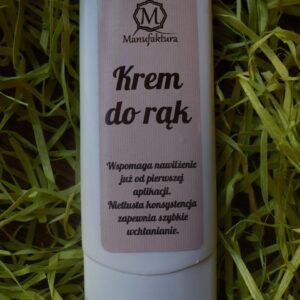 M
Manufaktura
Krem
do rąk
Wspomaga nawilżenie
już od pierwszej
aplikacji.
Nietłusta konsystencja
zapewnia szybkie
wchłanianie.